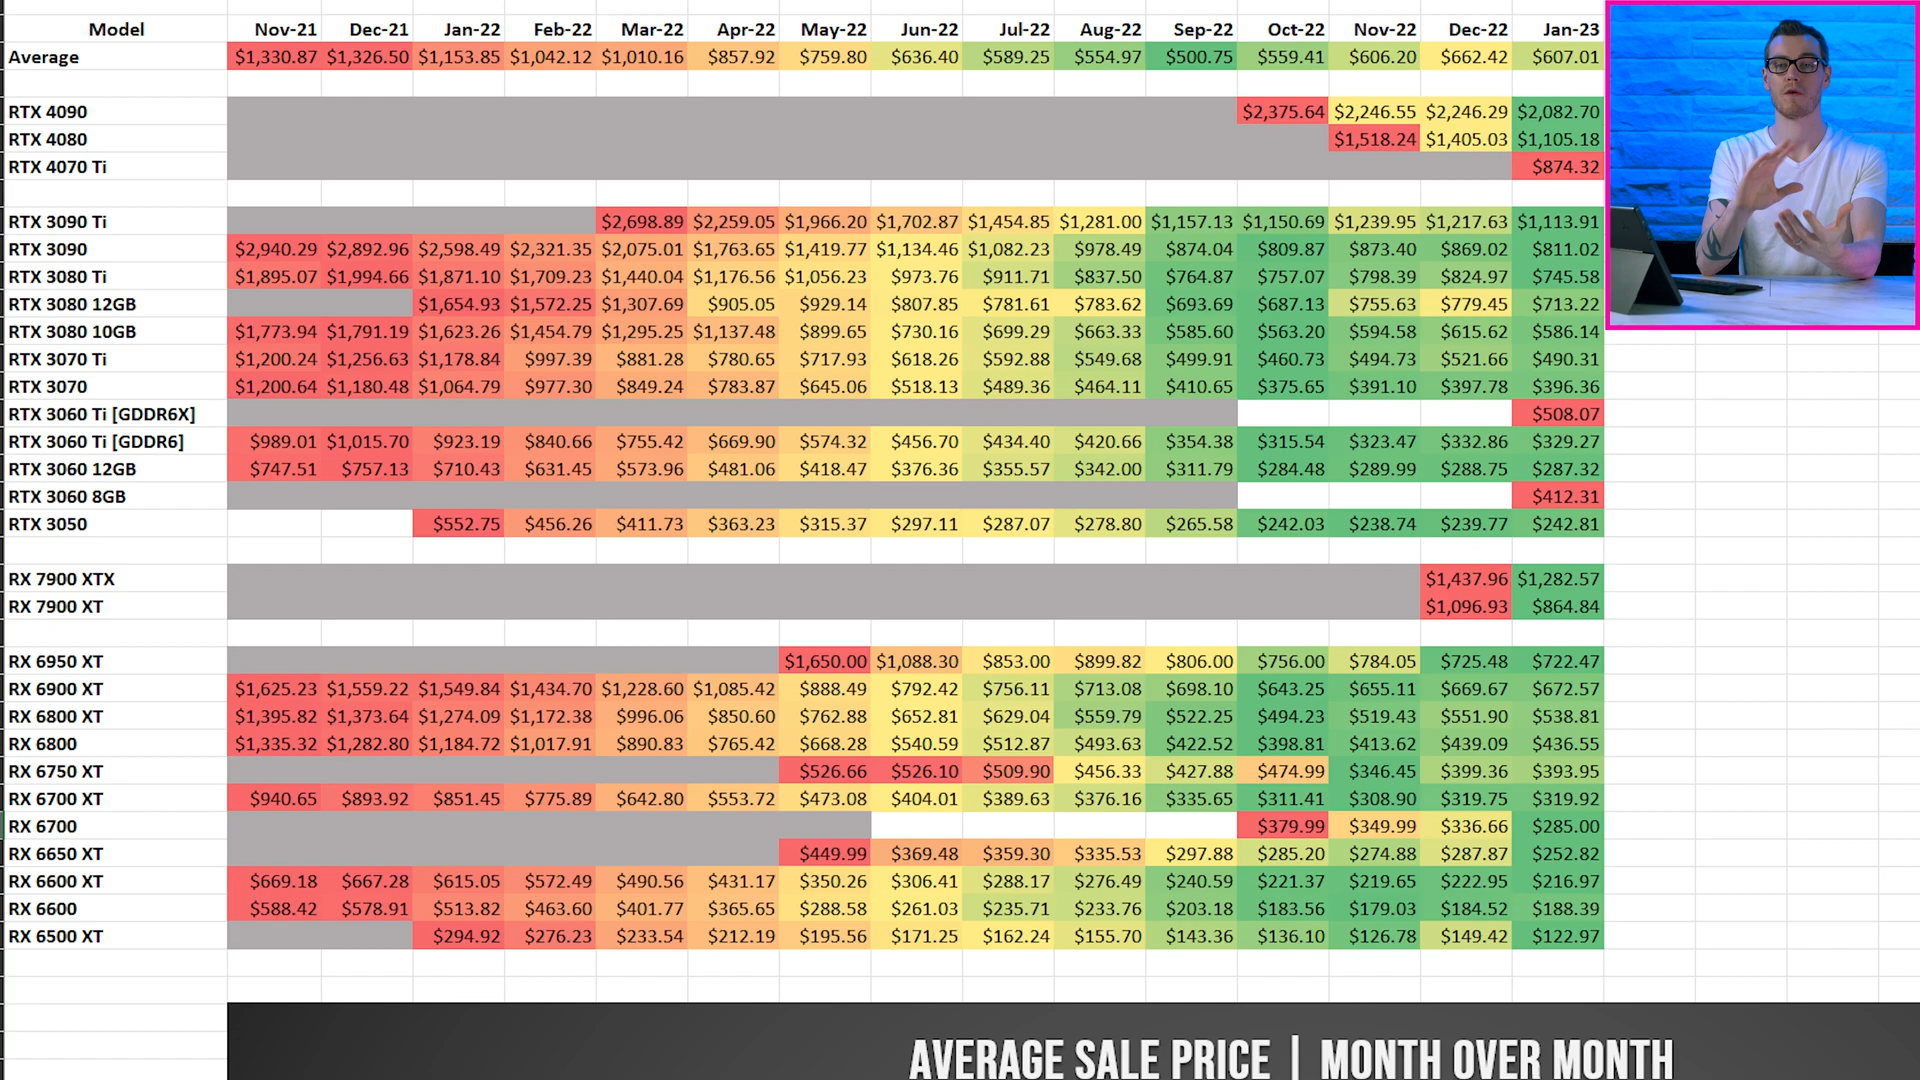 Model Nov-21 Dec-21 Jan-22 Feb-22 Mar-22 Apr-22 May-22 Jun-22 Jul-22 Aug-22 Sep-22 Oct-22 Nov-22 Dec-22 Jan-23
Average $1,330.87 $1,326.50 $1,153.85 $1,042.12 $1,010.16 $857.92 $759.80 $636.40 $589.25 $554.97 $500.75 $559.41 $606.20 $662.42 $607.01
RTX 4090 $2,375.64 $2,246.55 $2,246.29 $2,082.70
RTX 4080 $1,518.24 $1,405.03 $1,105.18
RTX 4070 Ti $874.32
RTX 3090 Ti $2,698.89 $2,259.05 $1,966.20 $1,702.87 $1,454.85 $1,281.00 $1,157.13 $1,150.69 $1,239.95 $1,217.63 $1,113.91
RTX 3090 $2,940.29 $2,892.96 $2,598.49 $2,321.35 $2,075.01 $1,763.65 $1,419.77 $1,134.46 $1,082.23 $978.49 $874.04 $809.87 $873.40 $869.02 $811.02
RTX 3080 Ti $1,895.07 $1,994.66 $1,871.10 $1,709.23 $1,440.04 $1,176.56 $1,056.23 $973.76 $911.71 $837.50 $764.87 $757.07 $798.39 $824.97 $745.58
RTX 3080 12GB $1,654.93 $1,572.25 $1,307.69 $905.05 $929.14 $807.85 $781.61 $783.62 $693.69 $687.13 $755.63 $779.45 $713.22
RTX 3080 10GB $1,773.94 $1,791.19 $1,623.26 $1,454.79 $1,295.25 $1,137.48 $899.65 $730.16 $699.29 $663.33 $585.60 $563.20 $594.58 $615.62 $586.14
RTX 3070 Ti $1,200.24 $1,256.63 $1,178.84 $997.39 $881.28 $780.65 $717.93 $618.26 $592.88 $549.68 $499.91 $460.73 $494.73 $521.66 $490.31
RTX 3070 $1,200.64 $1,180.48 $1,064.79 $977.30 $849.24 $783.87 $645.06 $518.13 $489.36 $464.11 $410.65 $375.65 $391.10 $397.78 $396.36
RTX 3060 Ti [GDDR6X] $508.07
RTX 3060 Ti [GDDR6] $989.01 $1,015.70 $923.19 $840.66 $755.42 $669.90 $574.32 $456.70 $434.40 $420.66 $354.38 $315.54 $323.47 $332.86 $329.27
RTX 3060 12GB $747.51 $757.13 $710.43 $631.45 $573.96 $481.06 $418.47 $376.36 $355.57 $342.00 $311.79 $284.48 $289.99 $288.75 $287.32
RTX 3060 8GB $412.31
RTX 3050 $552.75 $456.26 $411.73 $363.23 $315.37 $297.11 $287.07 $278.80 $265.58 $242.03 $238.74 $239.77 $242.81
RX 7900 XTX $1,437.96 $1,282.57
RX 7900 XT $1,096.93 $864.84
RX 6950 XT $1,650.00 $1,088.30 $853.00 $899.82 $806.00 $756.00 $784.05 $725.48 $722.47
RX 6900 XT $1,625.23 $1,559.22 $1,549.84 $1,434.70 $1,228.60 $1,085.42 $888.49 $792.42 $756.11 $713.08 $698.10 $643.25 $655.11 $669.67 $672.57
RX 6800 XT $1,395.82 $1,373.64 $1,274.09 $1,172.38 $996.06 $850.60 $762.88 $652.81 $629.04 $559.79 $522.25 $494.23 $519.43 $551.90 $538.81
RX 6800 $1,335.32 $1,282.80 $1,184.72 $1,017.91 $890.83 $765.42 $668.28 $540.59 $512.87 $493.63 $422.52 $398.81 $413.62 $439.09 $436.55
RX 6750 XT $526.66 $526.10 $509.90 $456.33 $427.88 $474.99 $346.45 $399.36 $393.95
RX 6700 XT $940.65 $893.92 $851.45 $775.89 $642.80 $553.72 $473.08 $404.01 $389.63 $376.16 $335.65 $311.41 $308.90 $319.75 $319.92
RX 6700 $379.99 $349.99 $336.66 $285.00
RX 6650 XT $449.99 $369.48 $359.30 $335.53 $297.88 $285.20 $274.88 $287.87 $252.82
RX 6600 XT $669.18 $667.28 $615.05 $572.49 $490.56 $431.17 $350.26 $306.41 $288.17 $276.49 $240.59 $221.37 $219.65 $222.95 $216.97
RX 6600 $588.42 $578.91 $513.82 $463.60 $401.77 $365.65 $288.58 $261.03 $235.71 $233.76 $203.18 $183.56 $179.03 $184.52 $188.39
RX 6500 XT $294.92 $276.23 $233.54 $212.19 $195.56 $171.25 $162.24 $155.70 $143.36 $136.10 $126.78 $149.42 $122.97
AVERAGE SALE PRICE | MONTH OVER MONTH